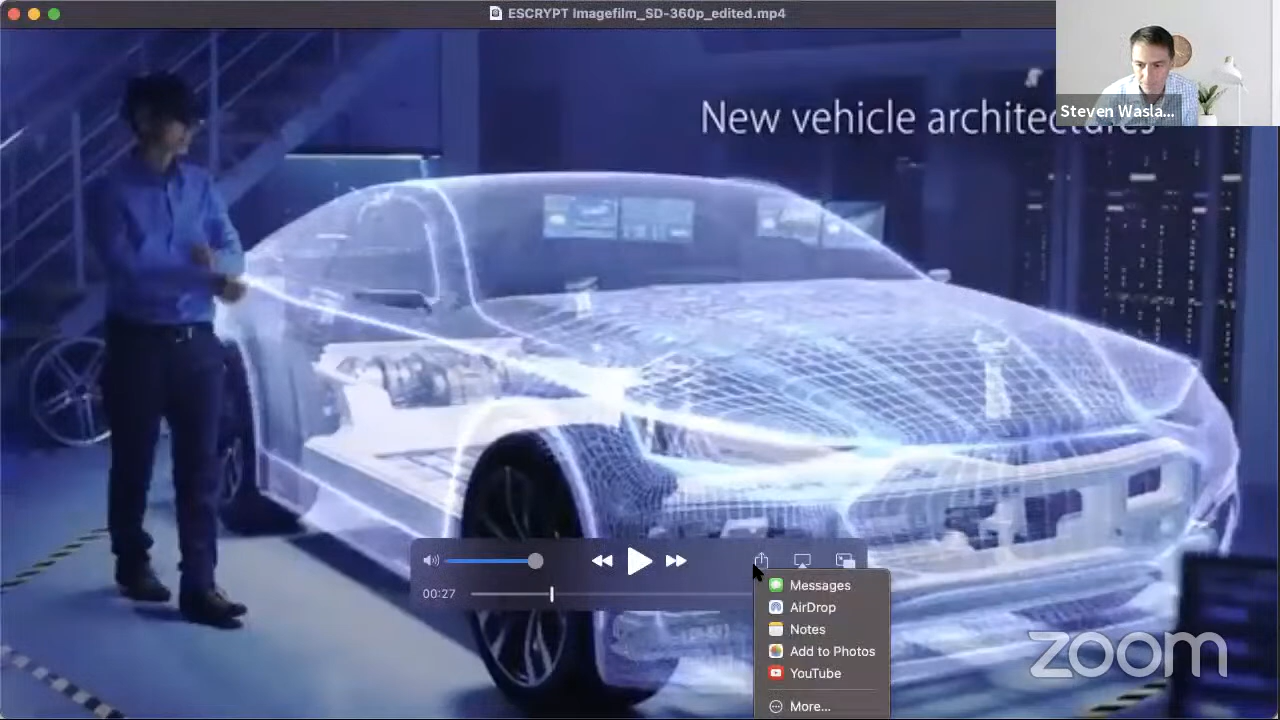 ESCRYPT Imagefilm_SD-360p_edited.mp4
Steven Wasla...
New vehicle architectures
00:27
Messages
AirDrop
Notes
Add to Photos
YouTube
More...
zoom